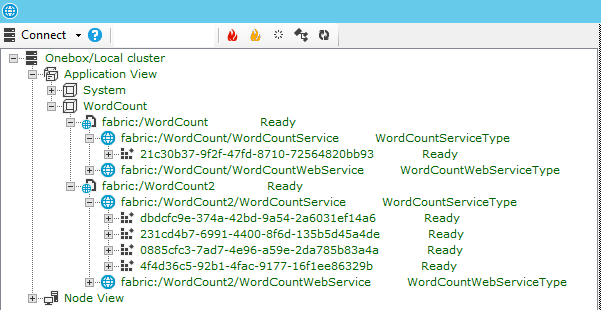 Connect
Onebox/Local cluster
Application View
System
WordCount
fabric:/WordCount Ready
fabric:/WordCount/WordCountService WordCountServiceType
21c30b37-9f2f-47fd-8710-72564820bb93 Ready
fabric:/WordCount/WordCountWebService WordCountWebServiceType
fabric:/WordCount2 Ready
fabric:/WordCount2/WordCountService WordCountServiceType
dbdcfc9e-374a-42bd-9a54-2a6031ef14a6 Ready
231cd4b7-6991-4400-8f6d-135b5d45a4de Ready
0885cfc3-7ad7-4e96-a59e-2da785b83a4a Ready
4f4d36c5-92b1-4fac-9177-16f1ee86329b Ready
fabric:/WordCount2/WordCountWebService WordCountWebServiceType
Node View